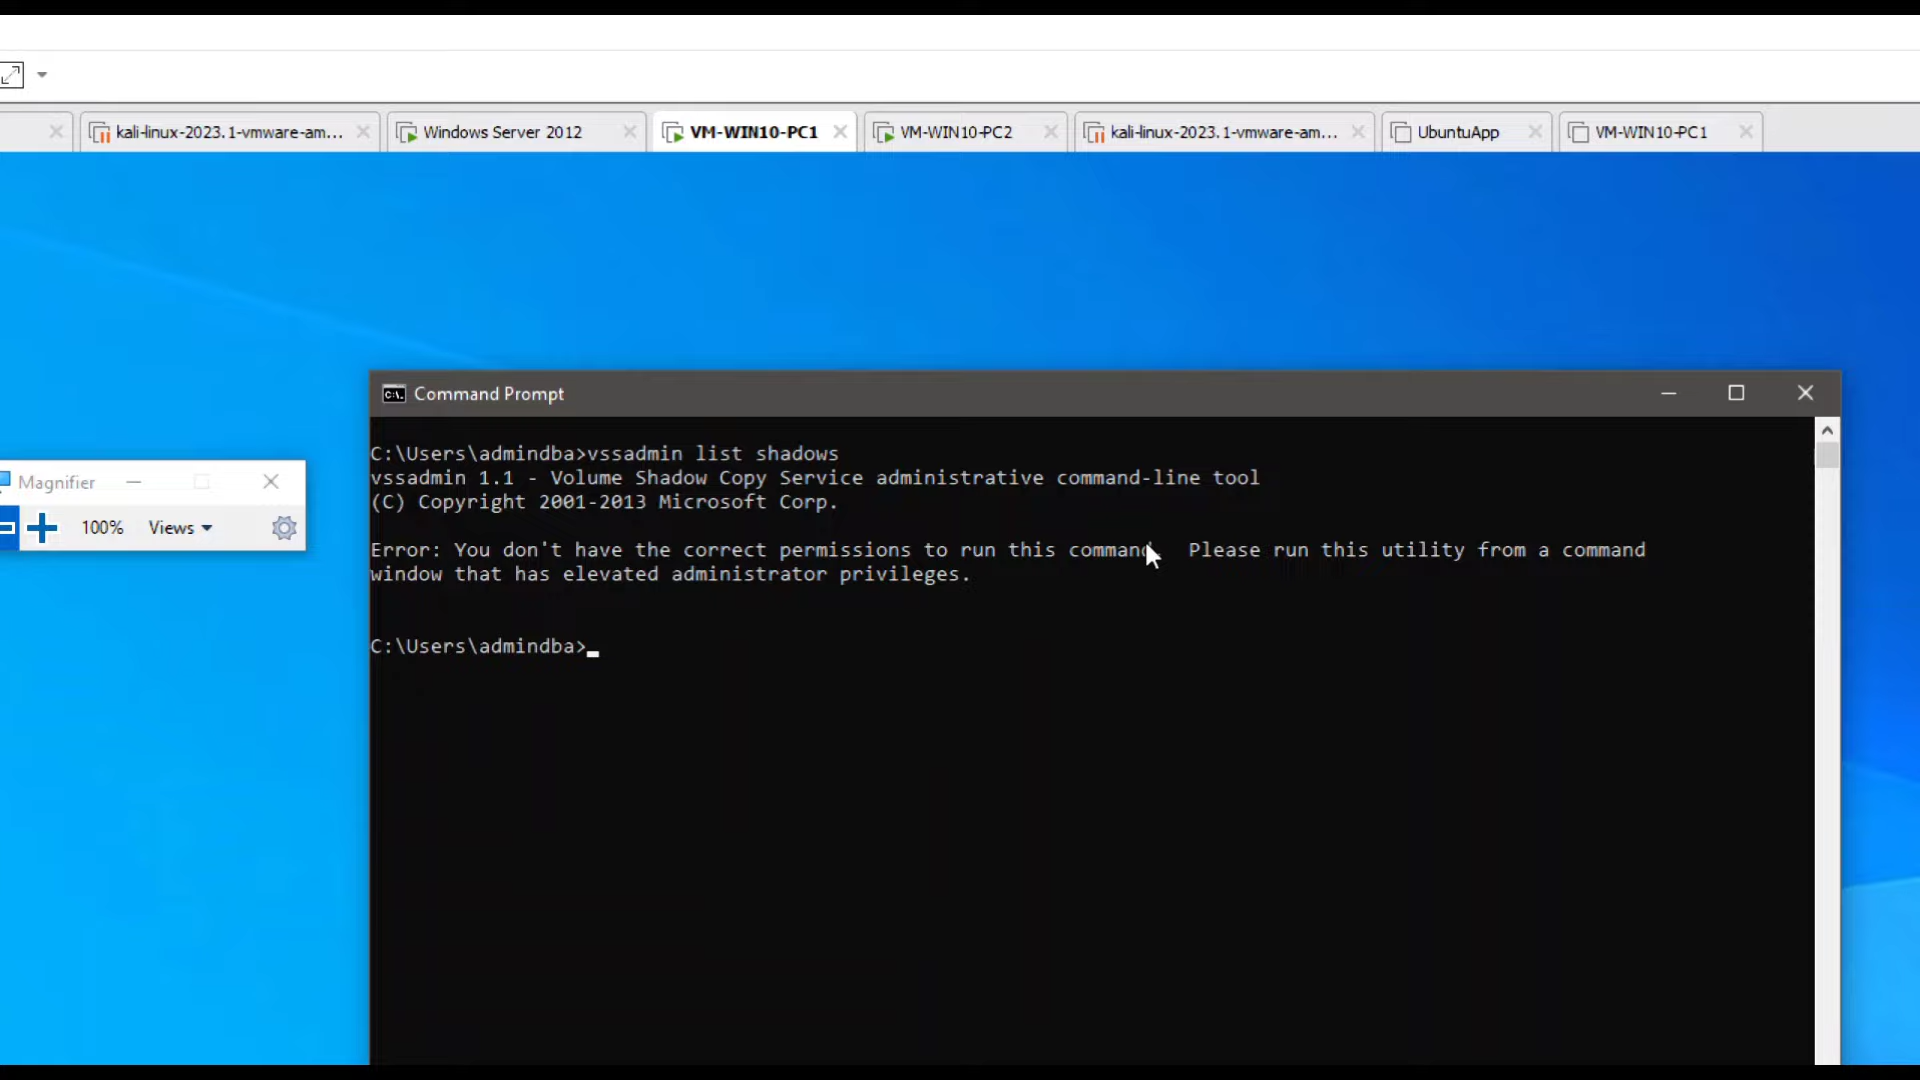 kali-linux-2023.1-vmware-am...
Windows Server 2012
VM-WIN10-PC1
VM-WIN10-PC2
kali-linux-2023.1-vmware-am...
UbuntuApp
VM-WIN10-PC1
Command Prompt
C:\Users\admindba>vssadmin list shadows
vssadmin 1.1 - Volume Shadow Copy Service administrative command-line tool
(C) Copyright 2001-2013 Microsoft Corp.
Error: You don't have the correct permissions to run this command Please run this utility from a command
window that has elevated administrator privileges.
C:\Users\admindba>
Magnifier
100% Views